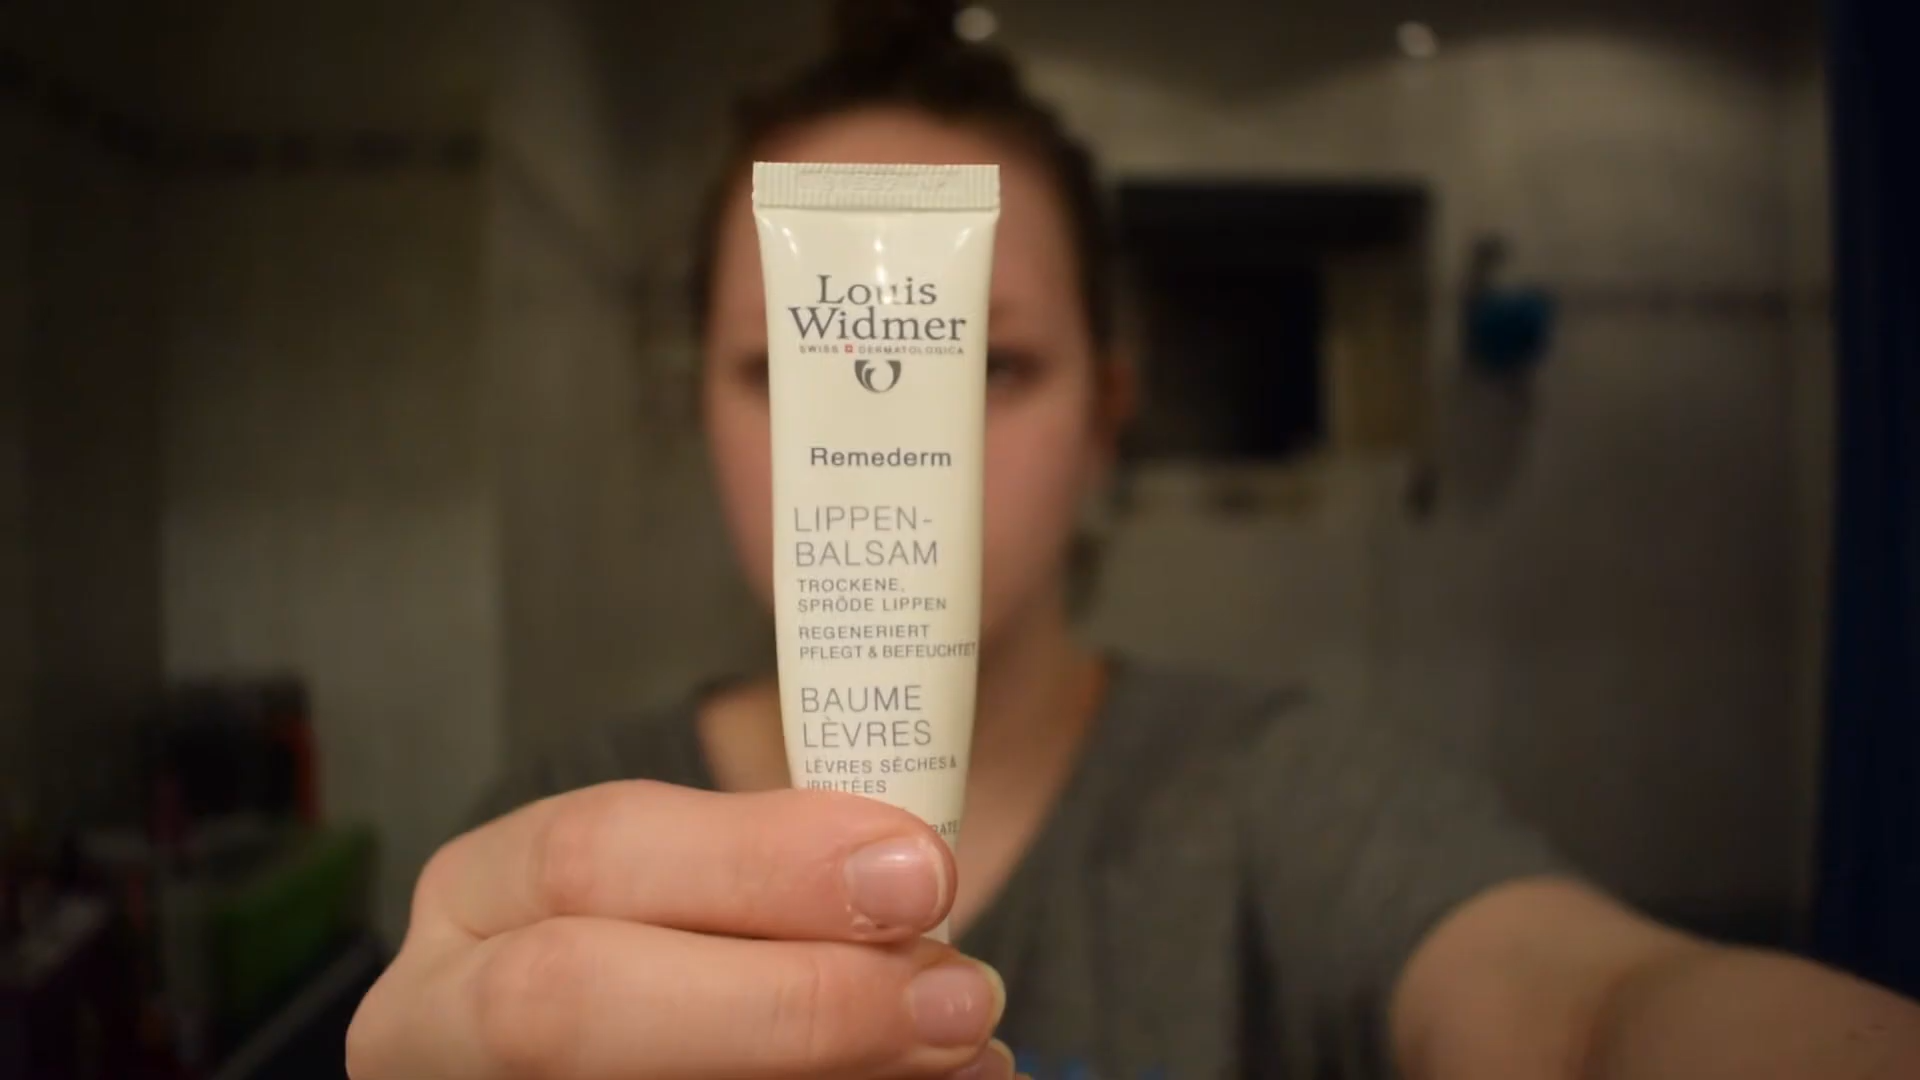 Louis
Widmer
SWISS DERMATOLOGICA
Remederm
LIPPEN-
BALSAM
TROCKENE,
SPRÖDE LIPPEN
REGENERIERT
PFLEGT & BEFEUCHTET
BAUME
LÈVRES
LÈVRES SÈCHES &
IRRITÉES